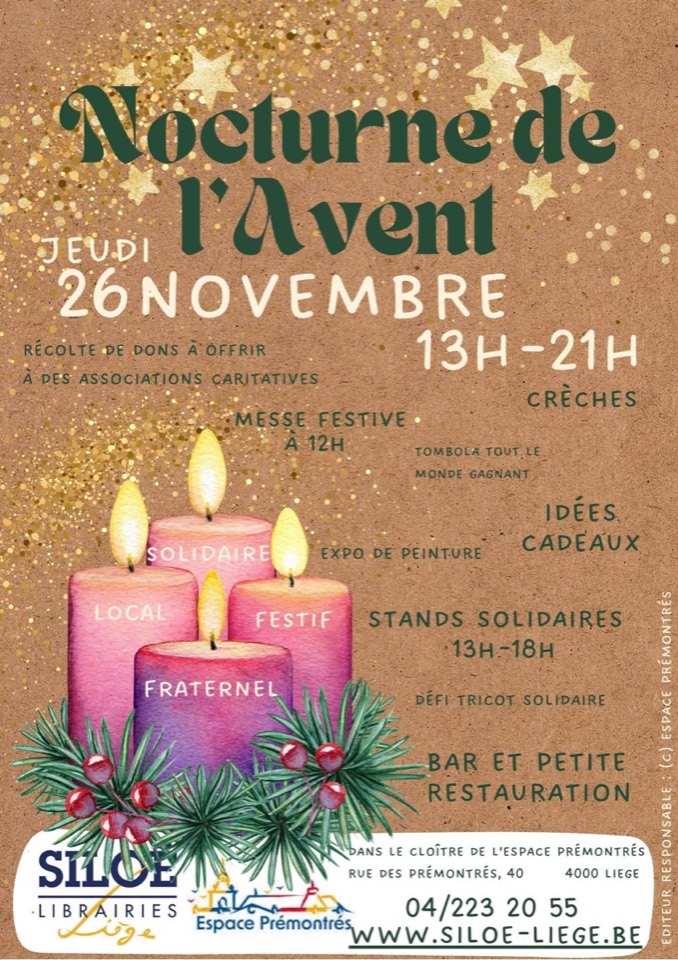 Nocturne de
l'Avent
JEUDI
26 NOVEMBRE
13H-21H
RÉCOLTE DE DONS À OFFRIR
À DES ASSOCIATIONS CARITATIVES
CRÈCHES
MESSE FESTIVE
À 12H
TOMBOLA TOUT LE
MONDE GAGNANT
IDÉES
CADEAUX
EXPO DE PEINTURE
SOLIDAIRE
LOCAL
FESTIF
FRATERNEL
STANDS SOLIDAIRES
13H-18H
DÉFI TRICOT SOLIDAIRE
BAR ET PETITE
RESTAURATION
SILOË
LIBRAIRIES
Liège
Espace Prémontrés
DANS LE CLOÎTRE DE L'ESPACE PRÉMONTRÉS
RUE DES PRÉMONTRÉS, 40 4000 LIEGE
04/223 20 55
WWW.SILOE-LIEGE.BE
EDITEUR RESPONSABLE : (C) ESPACE PRÉMONTRÉS